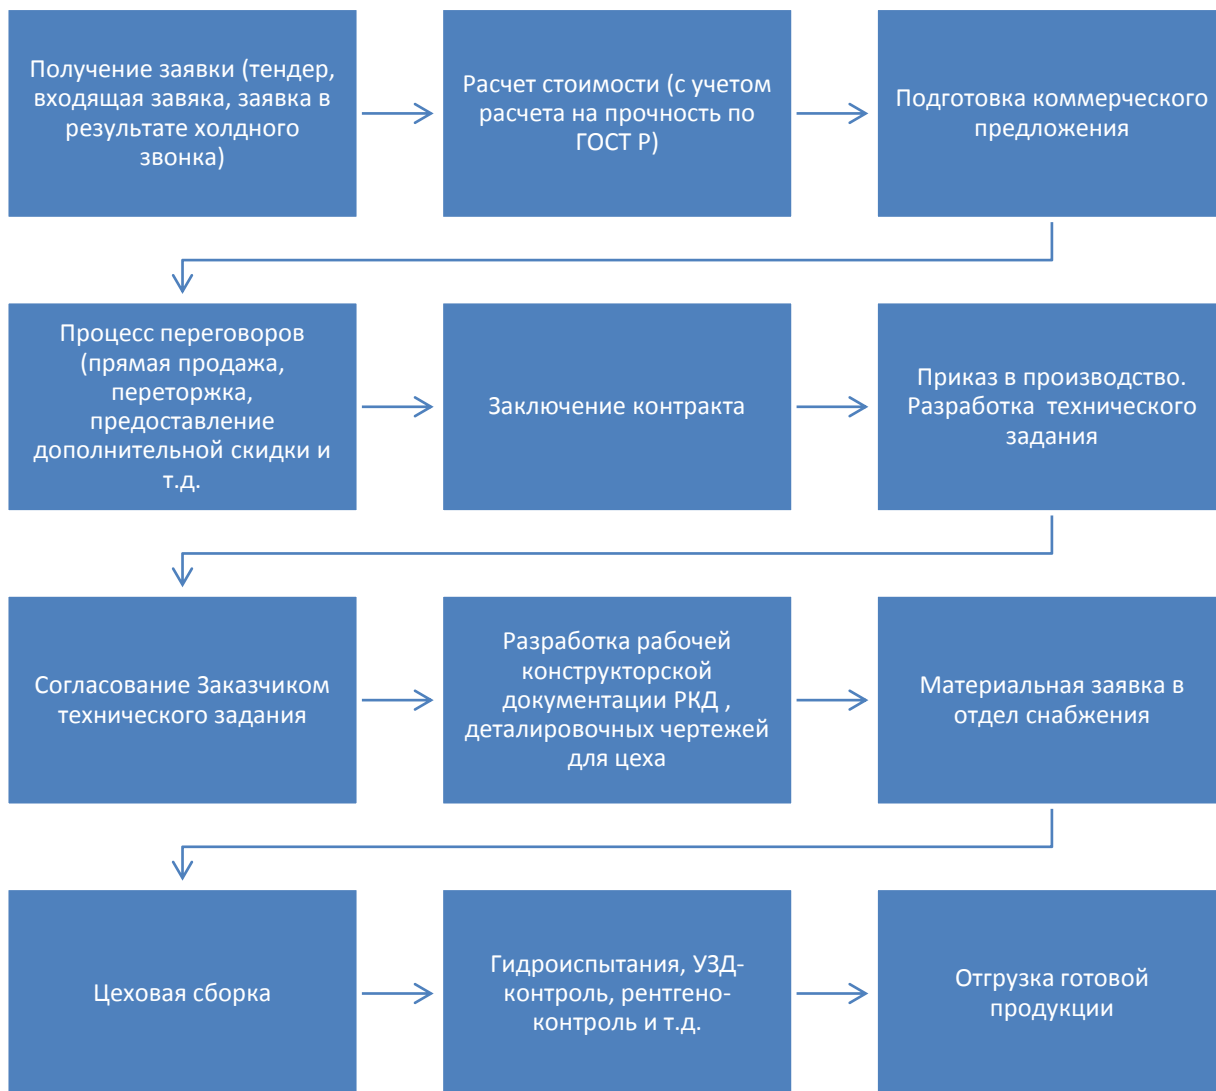 Получение заявки (тендер,
входящая завяка, заявка в
результате холдного
звонка)
Расчет стоимости (с учетом
расчета на прочность по
ГОСТ Р)
Подготовка коммерческого
предложения
Процесс переговоров
(прямая продажа,
переторжка,
предоставление
дополнительной скидки и
т.д.
Заключение контракта
Приказ в производство.
Разработка технического
задания
Согласование Заказчиком
технического задания
Разработка рабочей
конструкторской
документации РКД ,
деталировочных чертежей
для цеха
Материальная заявка в
отдел снабжения
Цеховая сборка
Гидроиспытания, УЗД-
контроль, рентгено-
контроль и т.д.
Отгрузка готовой
продукции